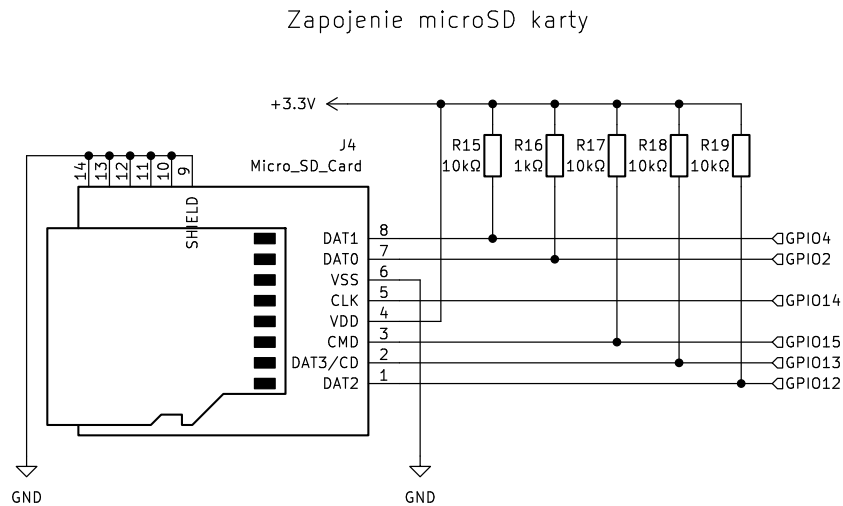 Zapojenie microSD karty
+3.3V
J4
Micro_SD_Card
R15
10kΩ
R16
1kΩ
R17
10kΩ
R18
10kΩ
R19
10kΩ
14
13
12
11
10
9
SHIELD
DAT1 8 GPIO4
DAT0 7 GPIO2
VSS 6
CLK 5 GPIO14
VDD 4
CMD 3 GPIO15
DAT3/CD 2 GPIO13
DAT2 1 GPIO12
GND
GND